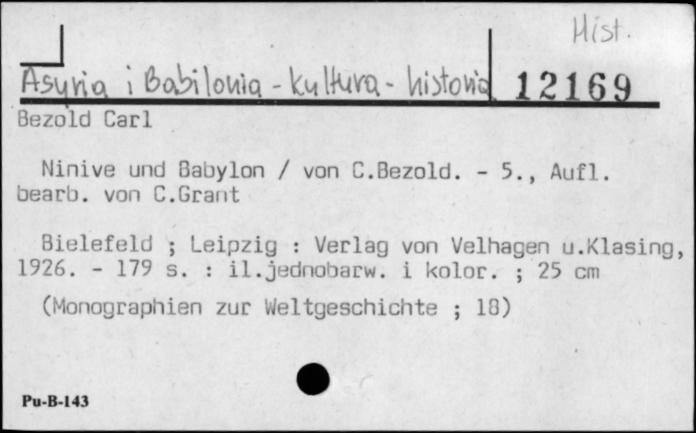 Hist.
Asyria i Babilonia - kultura - historia 12169
Bezold Carl
Ninive und Babylon / von C.Bezold. - 5., Aufl.
bearb. von C.Grant
Bielefeld ; Leipzig : Verlag von Velhagen u.Klasing,
1926. - 179 s. : il.jednobarw. i kolor. ; 25 cm
(Monographien zur Weltgeschichte ; 18)
Pu-B-143